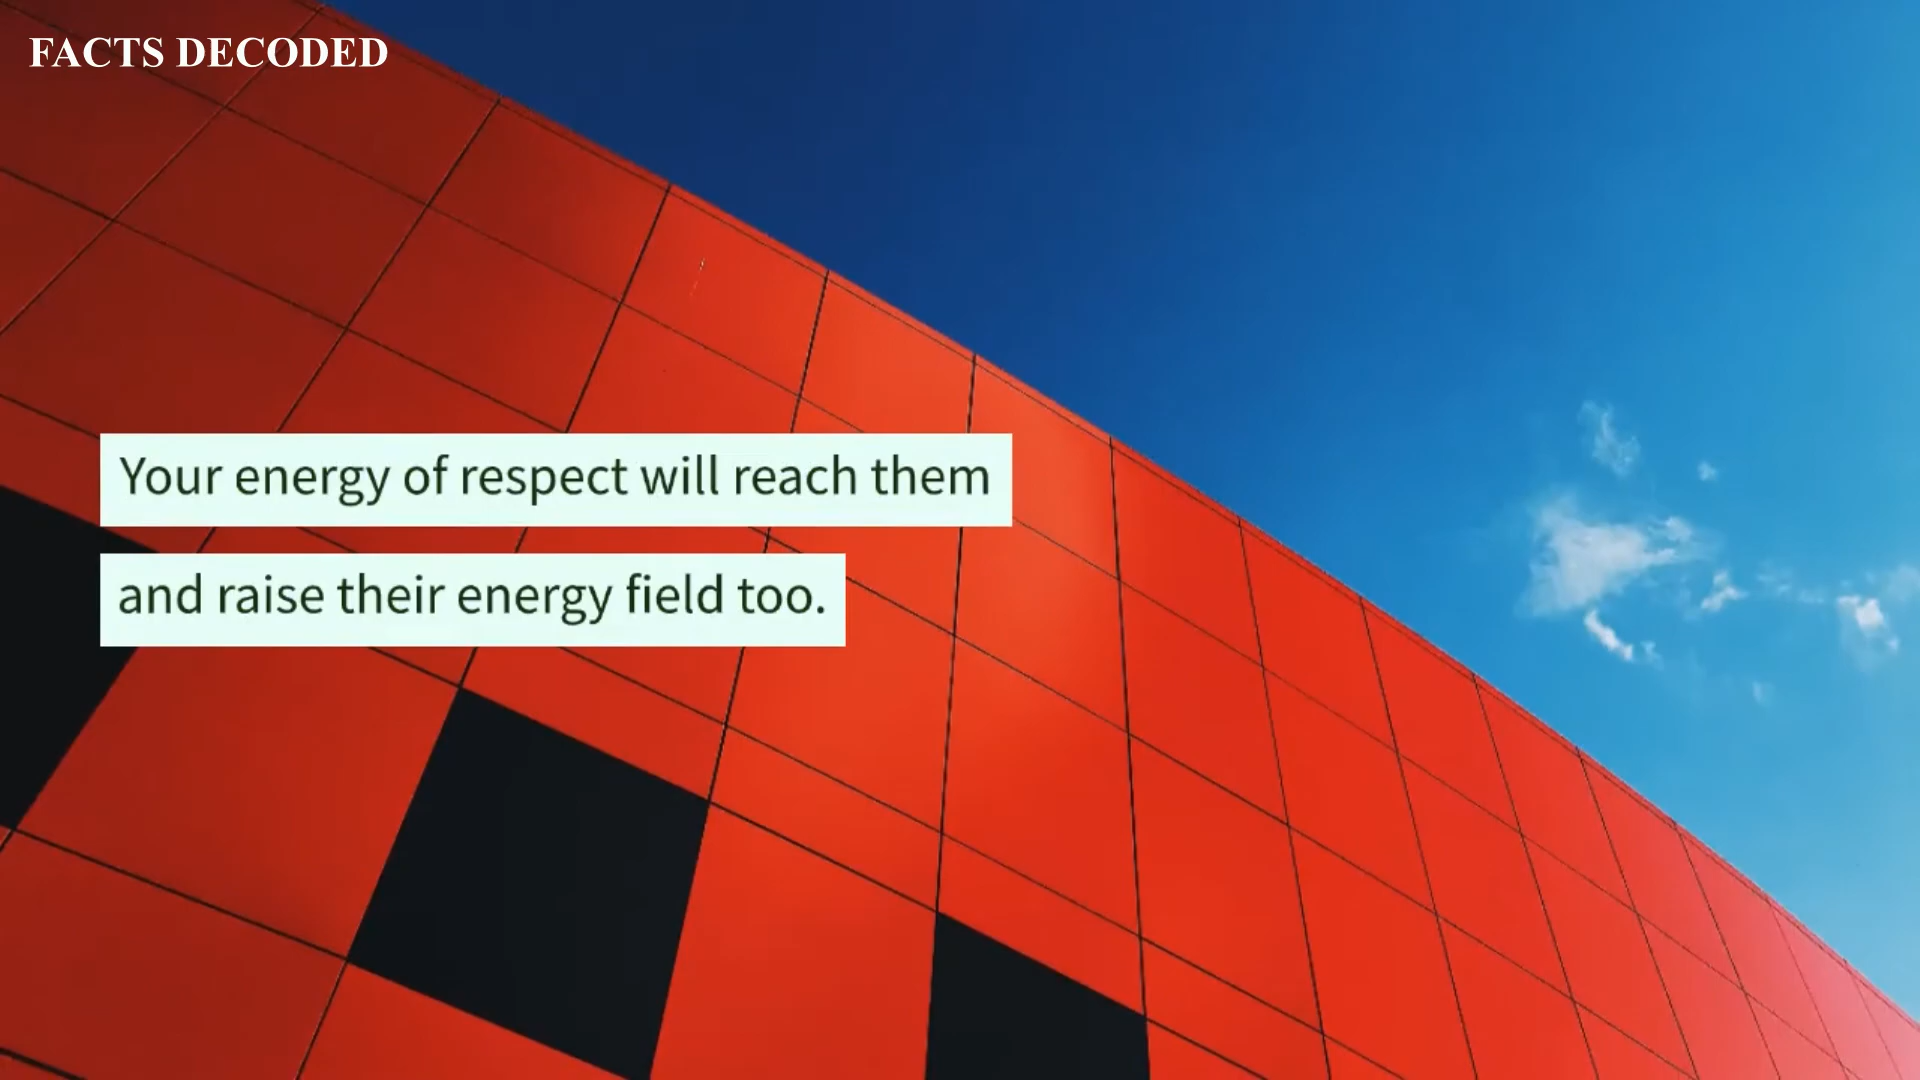 FACTS DECODED
Your energy of respect will reach them
and raise their energy field too.